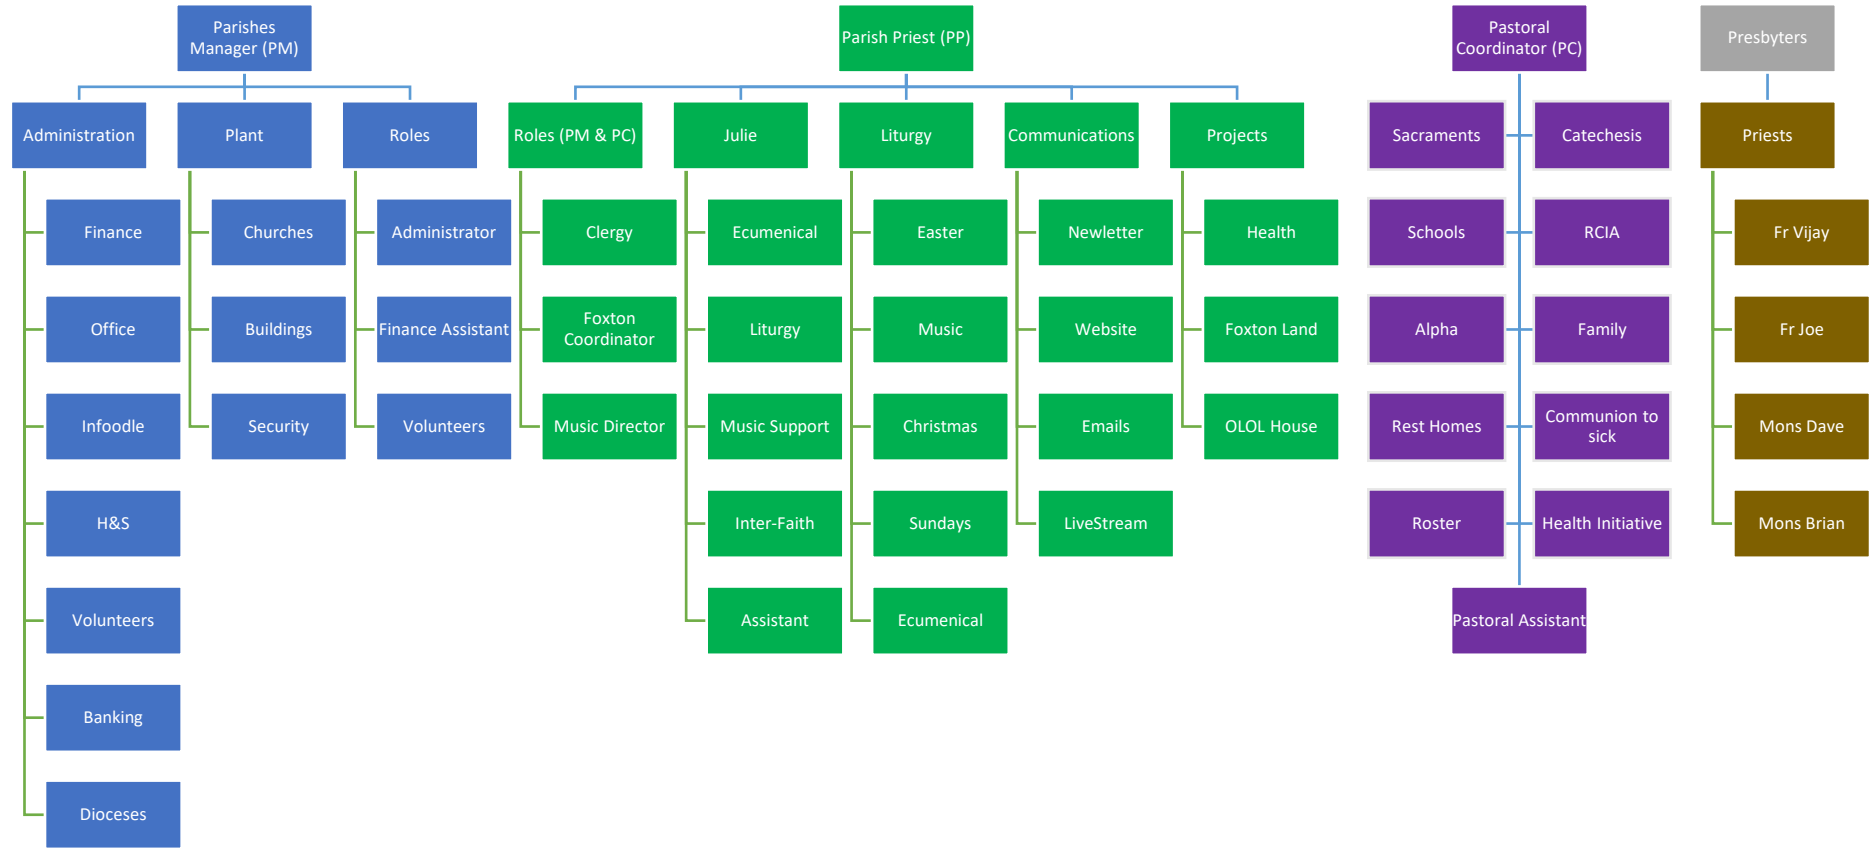 Parishes
Manager (PM)
Parish Priest (PP)
Pastoral
Coordinator (PC)
Presbyters
Administration
Plant
Roles
Roles (PM & PC)
Julie
Liturgy
Communications
Projects
Sacraments
Catechesis
Priests
Finance
Churches
Administrator
Clergy
Ecumenical
Easter
Newletter
Health
Schools
RCIA
Fr Vijay
Office
Buildings
Finance Assistant
Foxton
Coordinator
Liturgy
Music
Website
Foxton Land
Alpha
Family
Fr Joe
Infoodle
Security
Volunteers
Music Director
Music Support
Christmas
Emails
OLOL House
Rest Homes
Communion to
sick
Mons Dave
H&S
Inter-Faith
Sundays
LiveStream
Roster
Health Initiative
Mons Brian
Volunteers
Assistant
Ecumenical
Pastoral Assistant
Banking
Dioceses